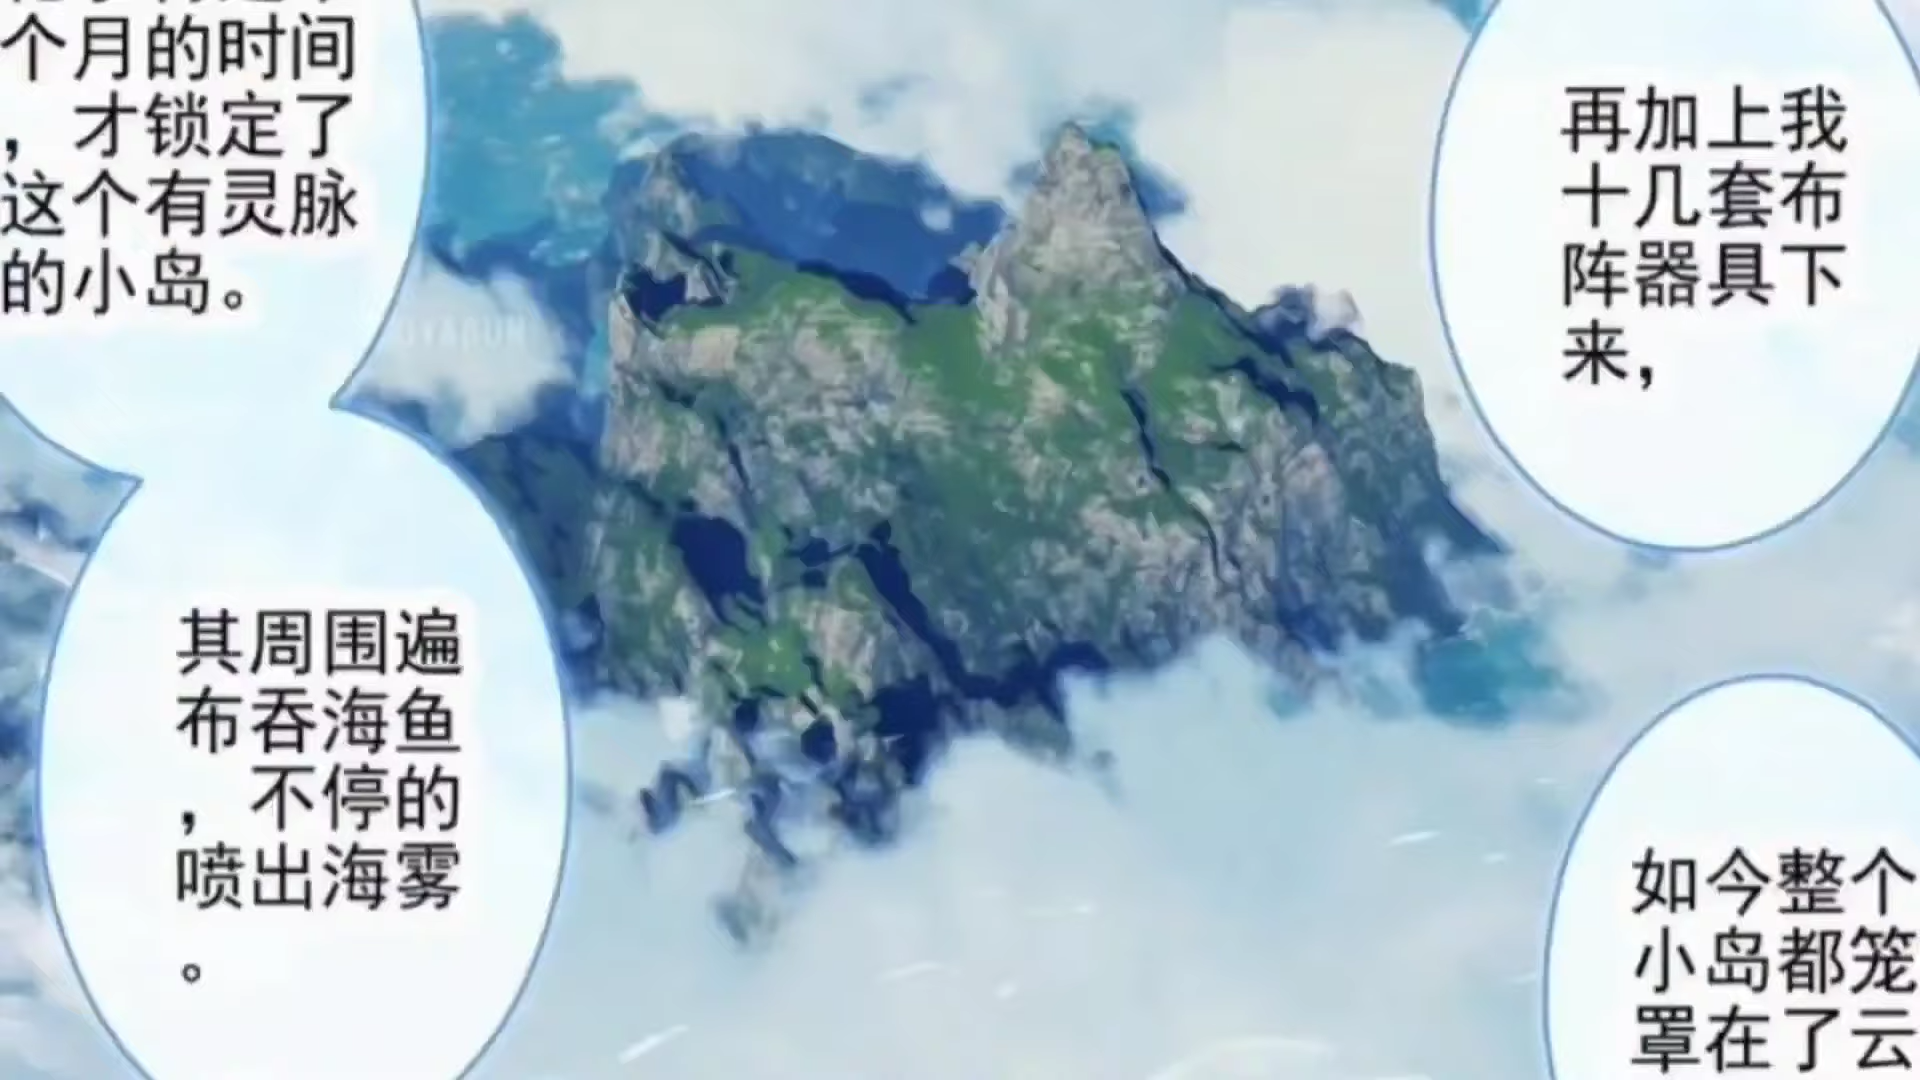 个月的时间
，才锁定了
这个有灵脉
的小岛。
其周围遍
布吞海鱼
，不停的
喷出海雾
。
再加上我
十几套布
阵器具下
来，
如今整个
小岛都笼
罩在了云